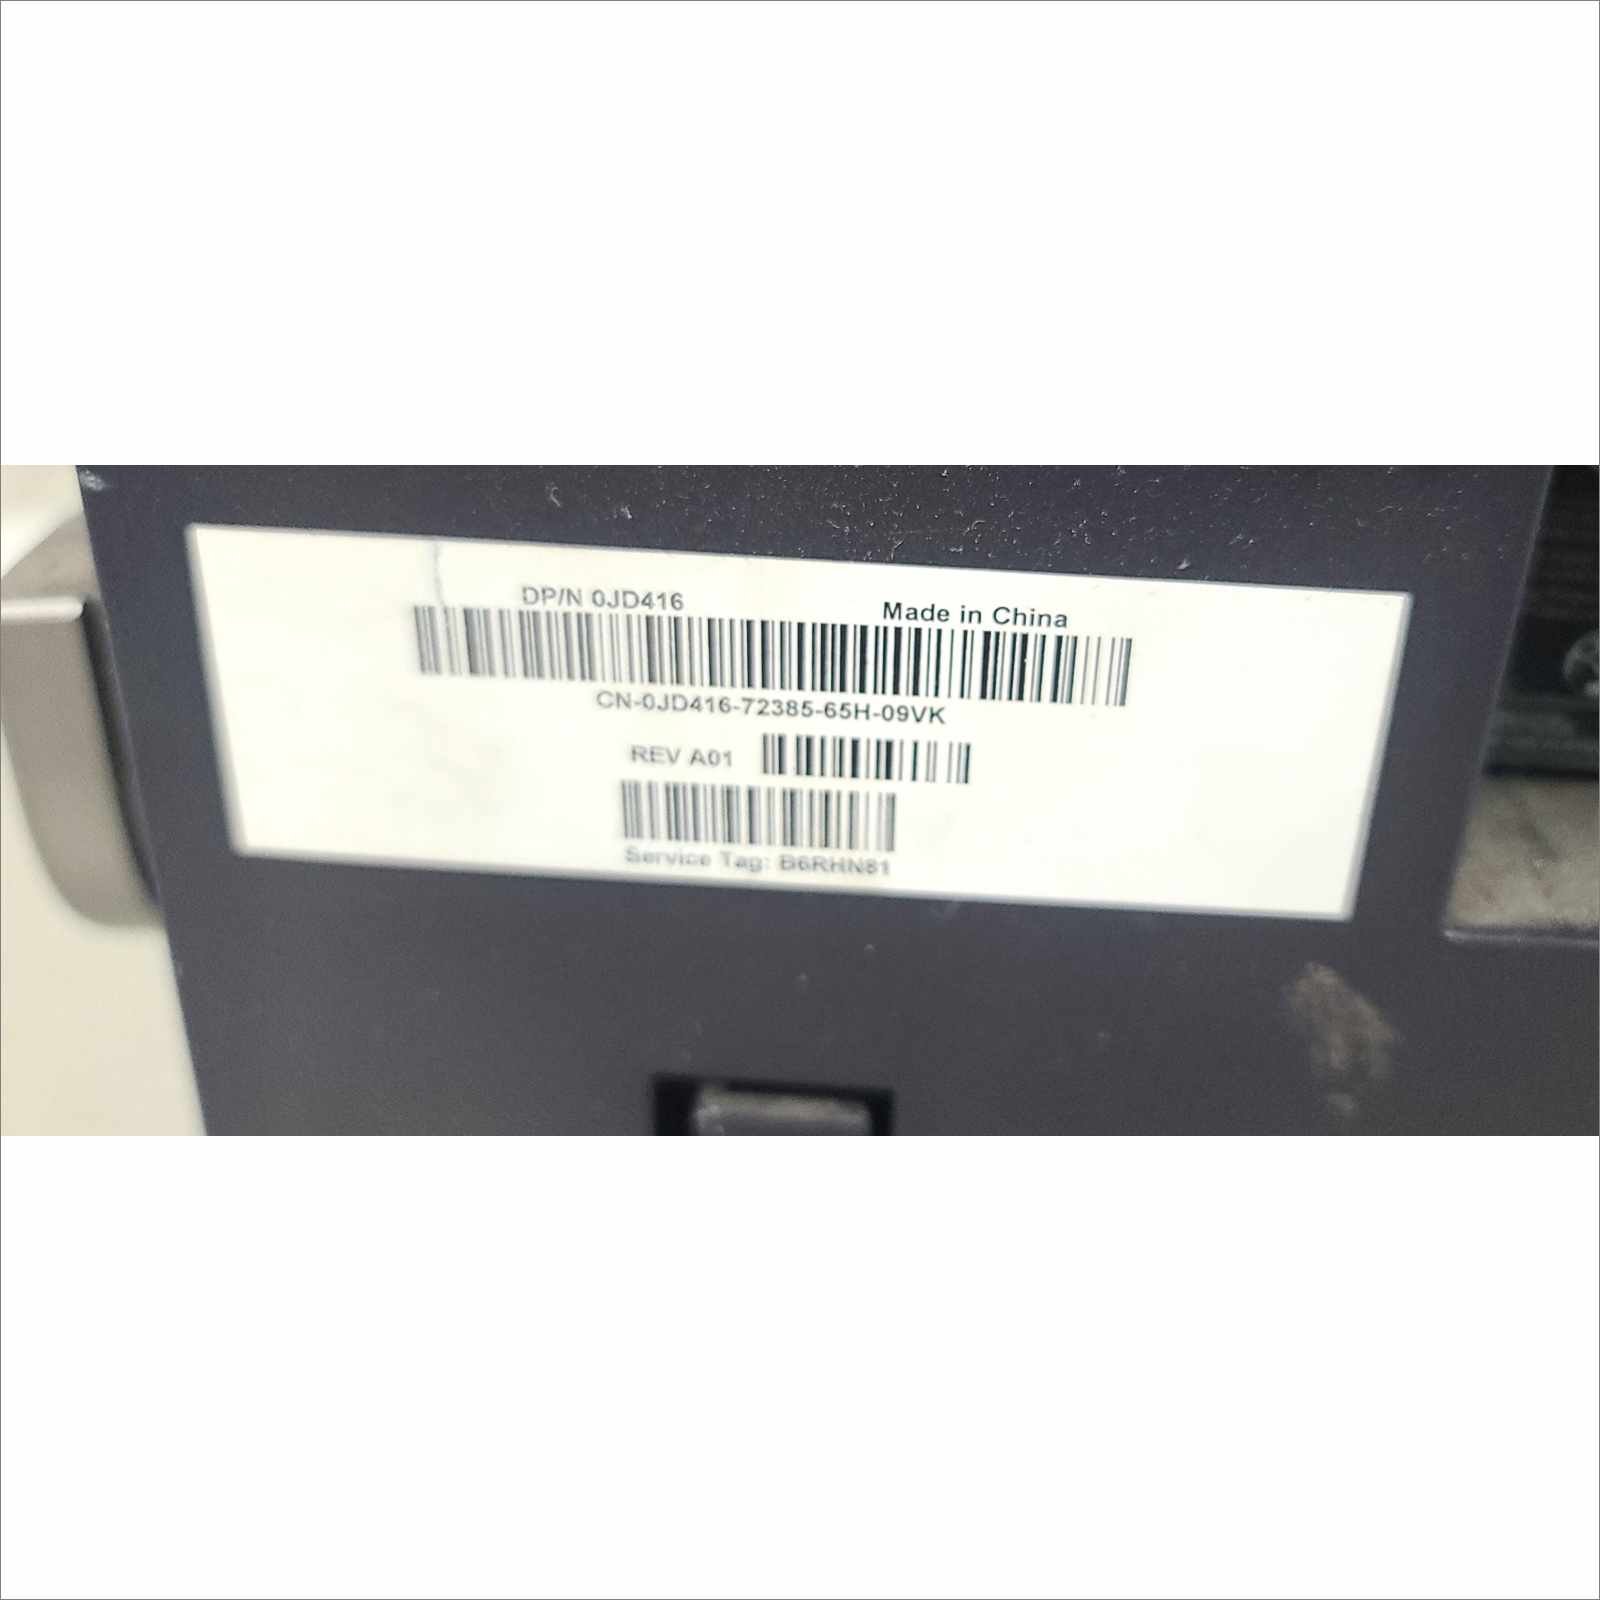 DP/N 0JD416
Made in China
CN-0JD416-72385-65H-09VK
REV A01
Service Tag: B6RHN81